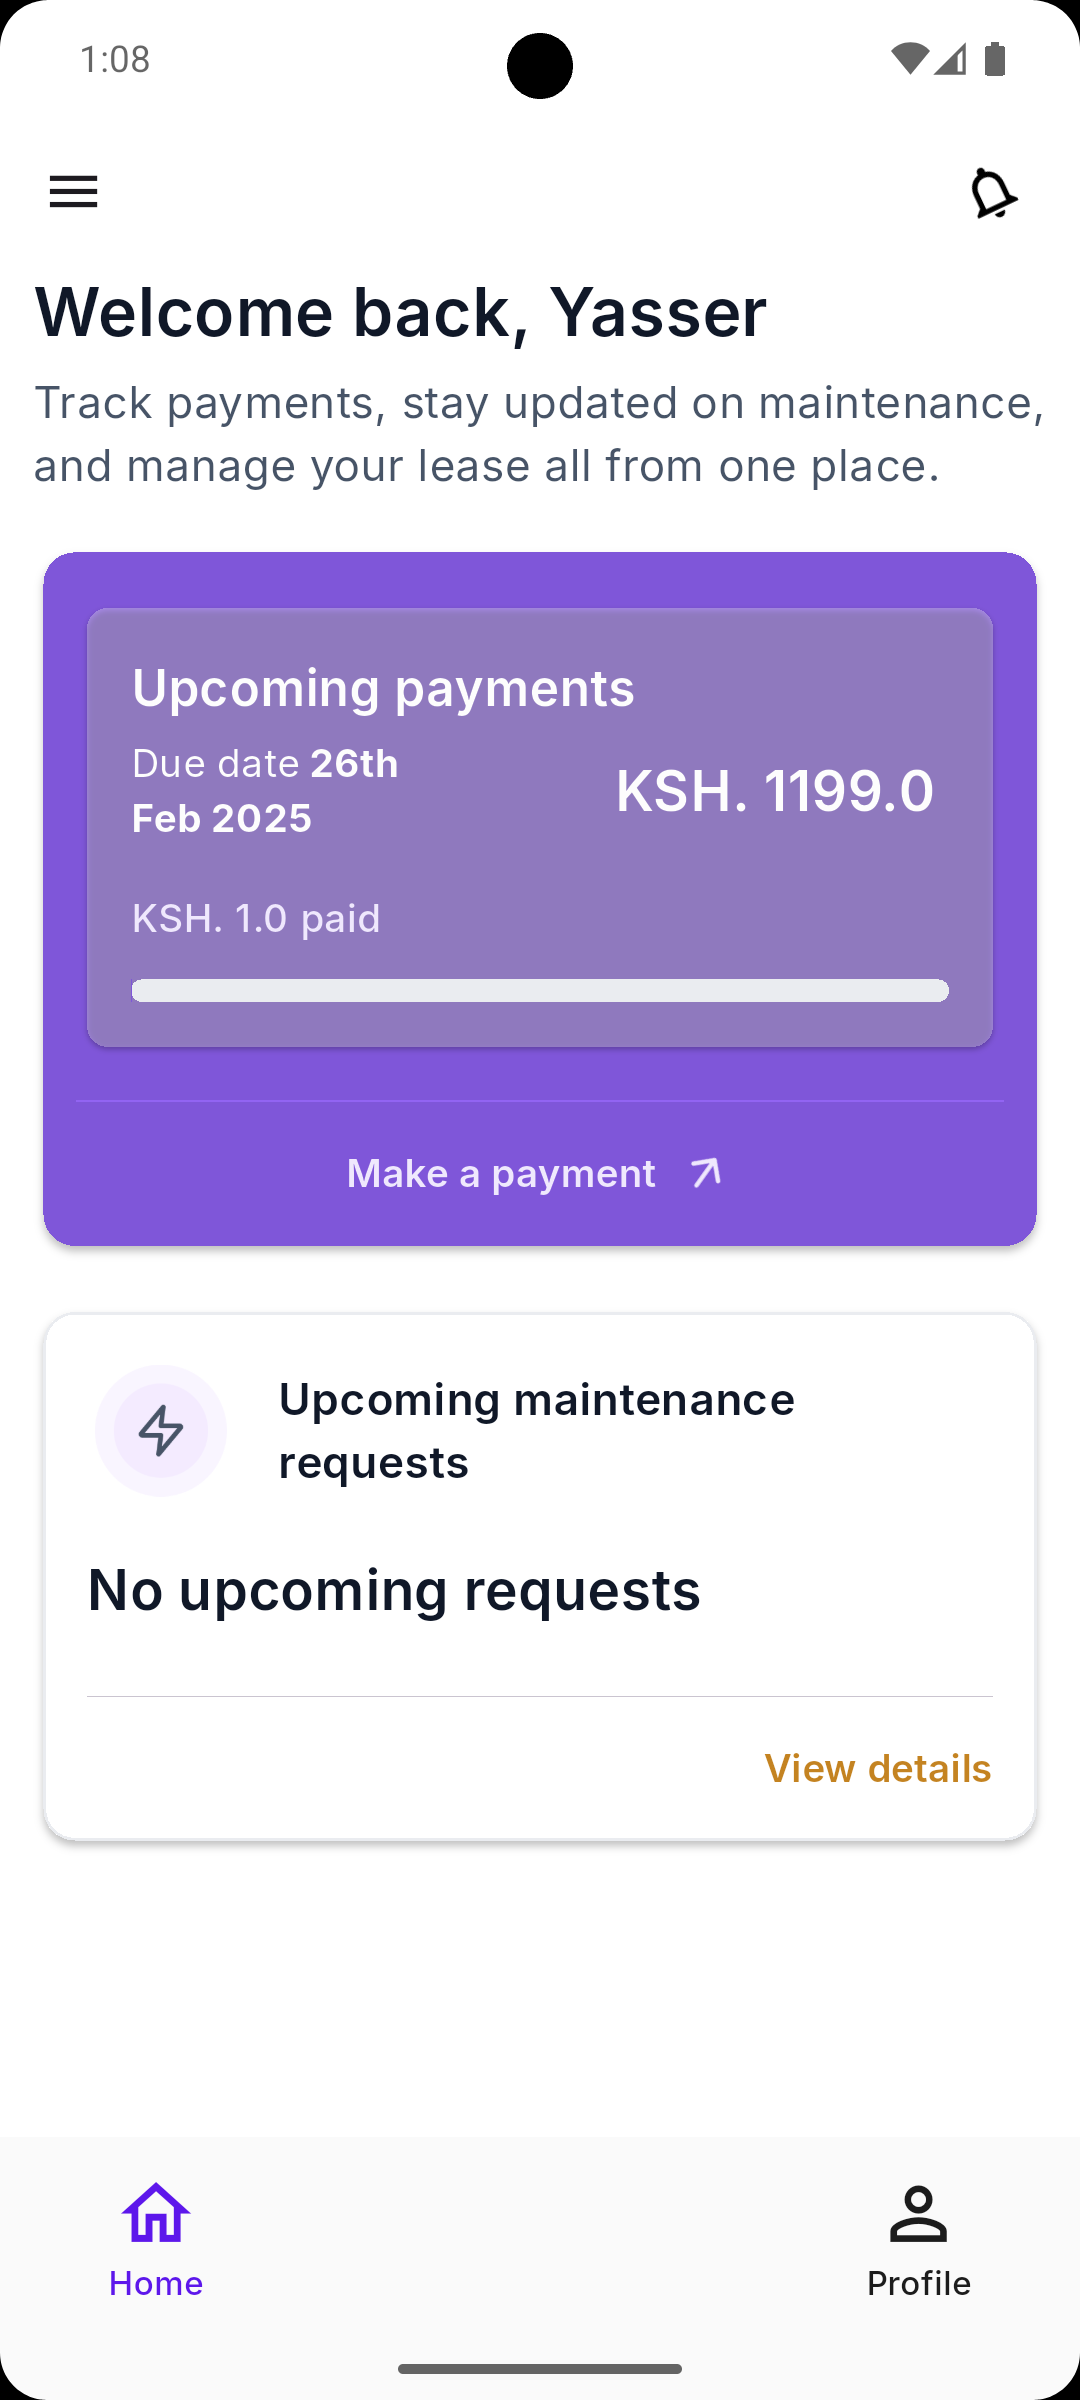 1:08
Welcome back, Yasser
Track payments, stay updated on maintenance,
and manage your lease all from one place.
Upcoming payments
Due date 26th
Feb 2025
KSH. 1199.0
KSH. 1.0 paid
Make a payment
Upcoming maintenance
requests
No upcoming requests
View details
Home
Profile